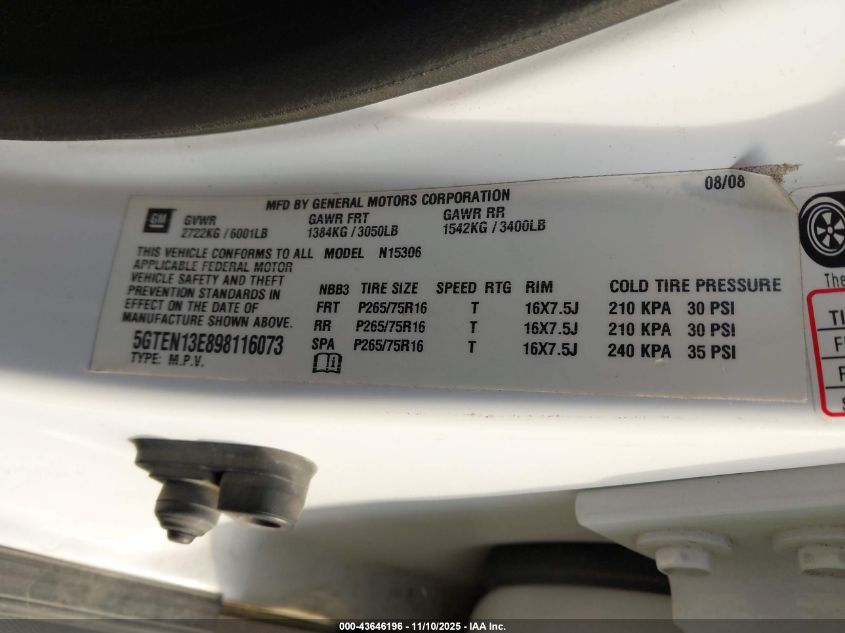 MFD BY GENERAL MOTORS CORPORATION
08/08
GM
GVWR GAWR FRT GAWR RR
2722KG / 6001LB 1384KG / 3050LB 1542KG / 3400LB
THIS VEHICLE CONFORMS TO ALL MODEL N15306
APPLICABLE FEDERAL MOTOR
VEHICLE SAFETY AND THEFT
PREVENTION STANDARDS IN
EFFECT ON THE DATE OF
MANUFACTURE SHOWN ABOVE.
5GTEN13E898116073
TYPE: M.P.V.
NBB3 TIRE SIZE SPEED RTG RIM COLD TIRE PRESSURE
FRT P265/75R16 T 16X7.5J 210 KPA 30 PSI
RR P265/75R16 T 16X7.5J 210 KPA 30 PSI
SPA P265/75R16 T 16X7.5J 240 KPA 35 PSI
The
000-43646196 - 11/10/2025 - IAA Inc.